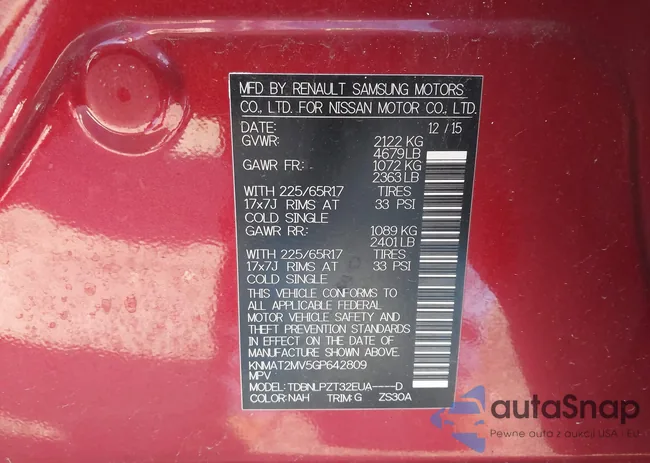 MFD BY RENAULT SAMSUNG MOTORS
CO., LTD. FOR NISSAN MOTOR CO., LTD.
DATE: 12 / 15
GVWR: 2122 KG
4679 LB
GAWR FR: 1072 KG
2363 LB
WITH 225/65R17 TIRES
17x7J RIMS AT 33 PSI
COLD SINGLE
GAWR RR: 1089 KG
2401 LB
WITH 225/65R17 TIRES
17x7J RIMS AT 33 PSI
COLD SINGLE
THIS VEHICLE CONFORMS TO
ALL APPLICABLE FEDERAL
MOTOR VEHICLE SAFETY AND
THEFT PREVENTION STANDARDS
IN EFFECT ON THE DATE OF
MANUFACTURE SHOWN ABOVE.
KNMAT2MV5GP642809
MPV
MODEL: TDBNLPZT32EUA----D
COLOR: NAH TRIM: G ZS30A
autaSnap
Pewne auta z aukcji USA - EU